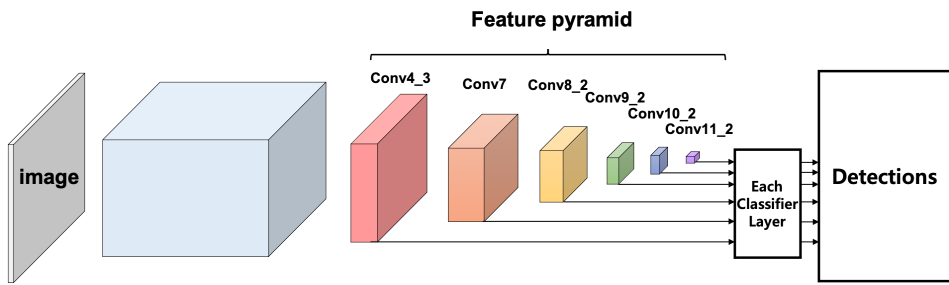 Feature pyramid
Conv4_3
Conv7
Conv8_2
Conv9_2
Conv10_2
Conv11_2
image
Each
Classifier
Layer
Detections